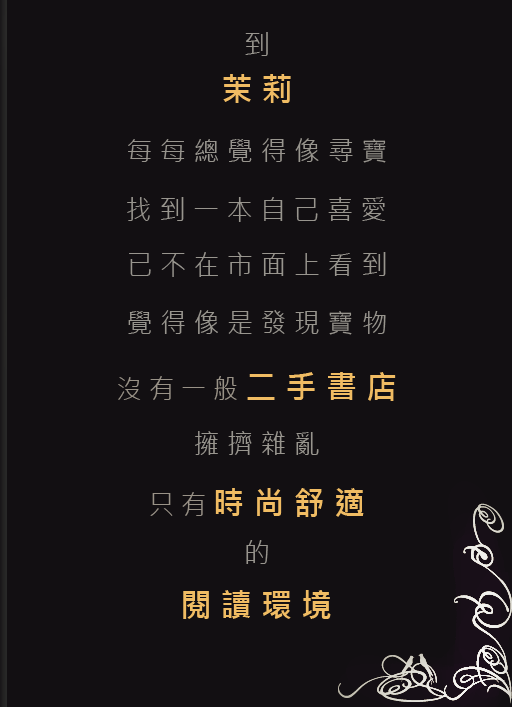 到
茉莉
每每總覺得像尋寶
找到一本自己喜愛
已不在市面上看到
覺得像是發現寶物
沒有一般二手書店
擁擠雜亂
只有時尚舒適
的
閱讀環境